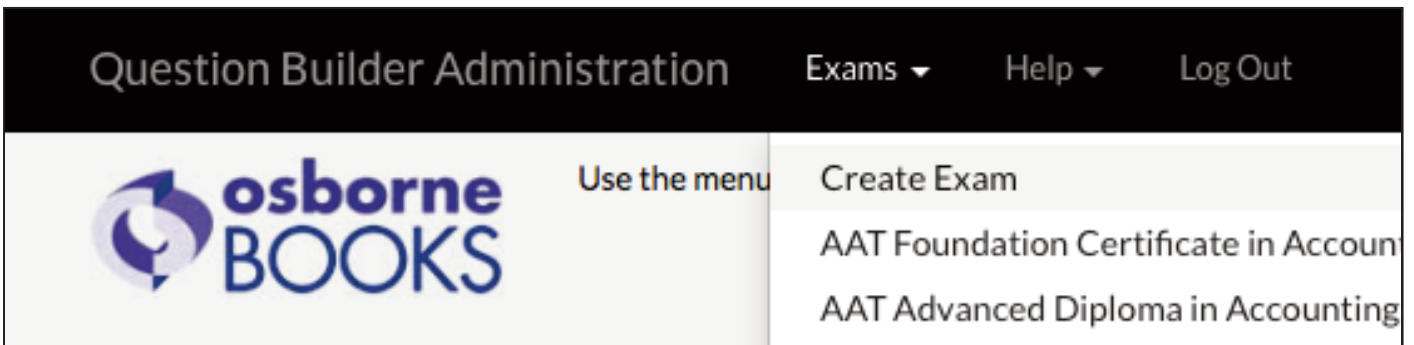 Question Builder Administration Exams Help Log Out
osborne
BOOKS
Use the menu
Create Exam
AAT Foundation Certificate in Accoun
AAT Advanced Diploma in Accounting